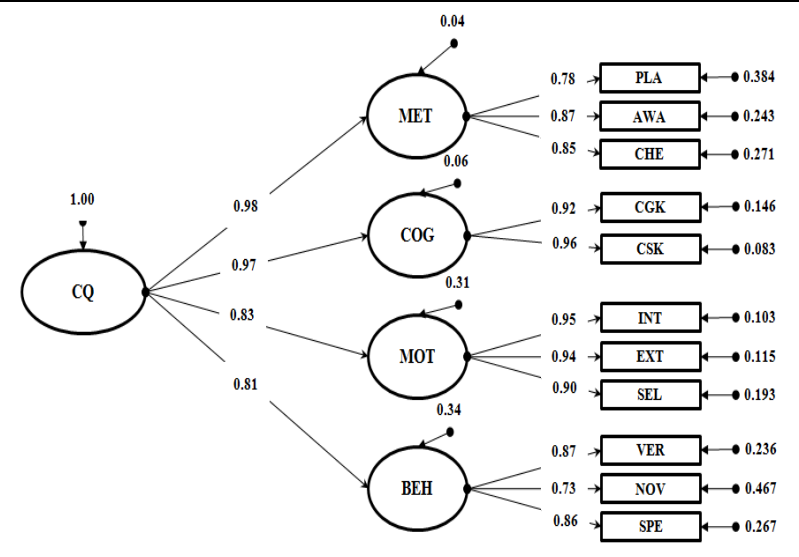 0.04
0.78 PLA 0.384
MET 0.87 AWA 0.243
0.85 CHE 0.271
0.06
1.00
0.98
0.92 CGK 0.146
COG
0.96 CSK 0.083
0.97
CQ
0.31
0.83
0.95 INT 0.103
MOT 0.94 EXT 0.115
0.90 SEL 0.193
0.81
0.34
0.87 VER 0.236
BEH 0.73 NOV 0.467
0.86 SPE 0.267